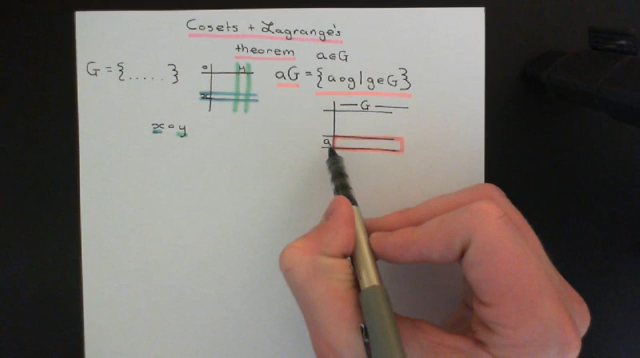 Cosets + Lagrange's
theorem
a∈G
G = {.....}
o y
x
aG = {a∘g | g∈G}
G
a
x∘y